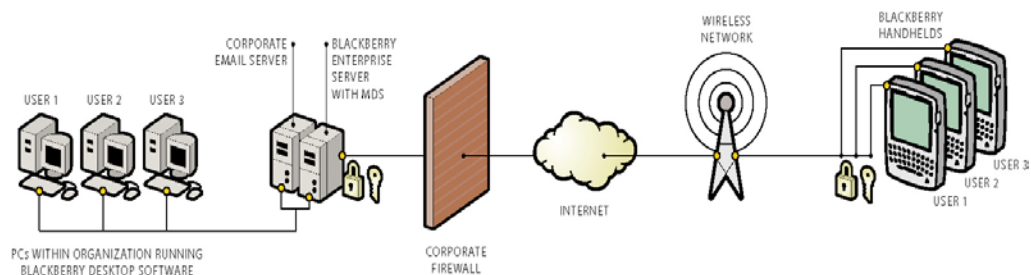 USER 1
USER 2
USER 3
CORPORATE
EMAIL SERVER
BLACKBERRY
ENTERPRISE
SERVER
WITH MDS
PCs WITHIN ORGANIZATION RUNNING
BLACKBERRY DESKTOP SOFTWARE
CORPORATE
FIREWALL
INTERNET
WIRELESS
NETWORK
BLACKBERRY
HANDHELDS
USER 3
USER 2
USER 1